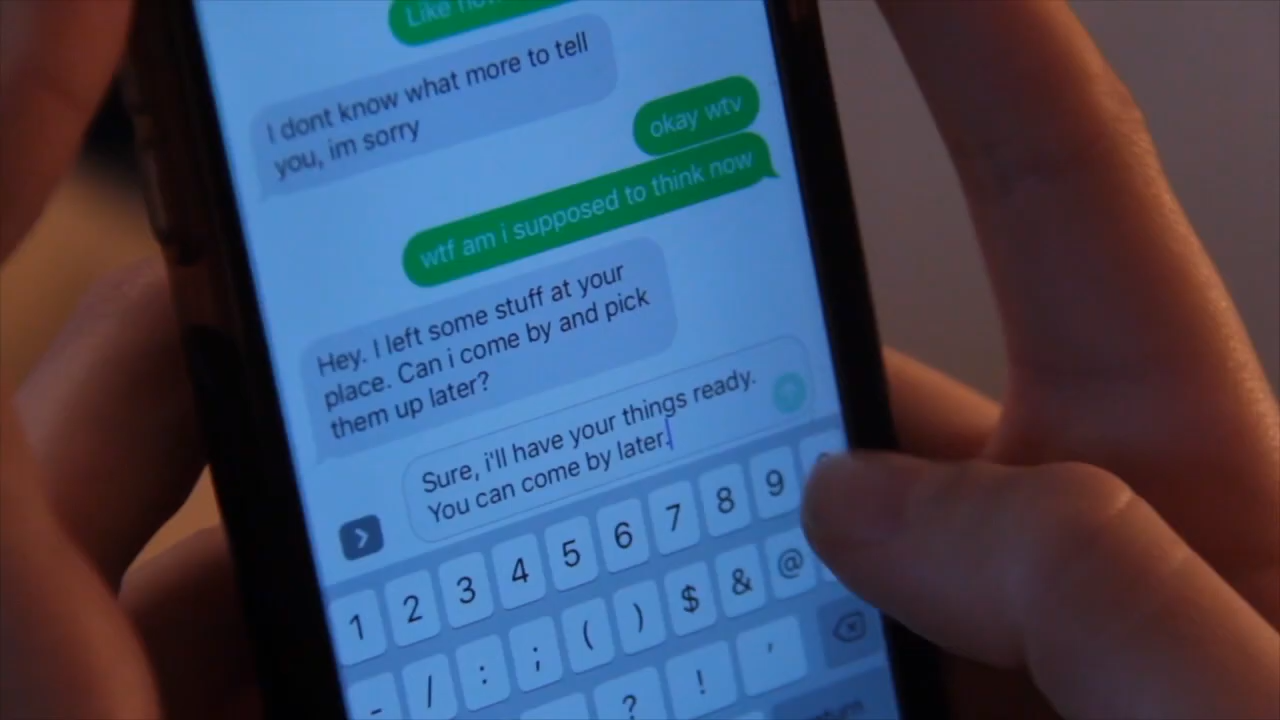 Like
I dont know what more to tell
you, im sorry
okay wtv
wtf am i supposed to think now
Hey. I left some stuff at your
place. Can i come by and pick
them up later?
Sure, i'll have your things ready.
You can come by later.
1 2 3 4 5 6 7 8 9
- / : ; ( ) $ & @
? ! '